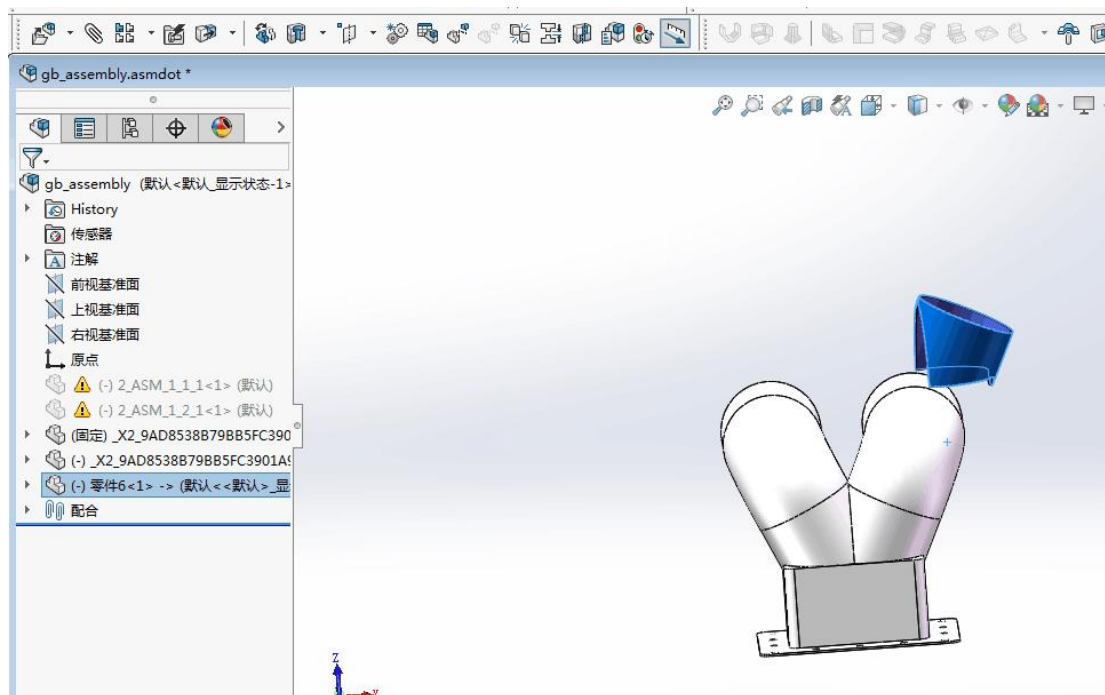 gb_assembly.asmdot *
gb_assembly (默认<默认_显示状态-1>
History
传感器
A 注解
前视基准面
上视基准面
右视基准面
原点
(-) 2_ASM_1_1_1<1> (默认)
(-) 2_ASM_1_2_1<1> (默认)
(固定) _X2_9AD8538B79BB5FC390
(-) _X2_9AD8538B79BB5FC3901A9
(-) 零件6<1> -> (默认<<默认>_显
配合
Z